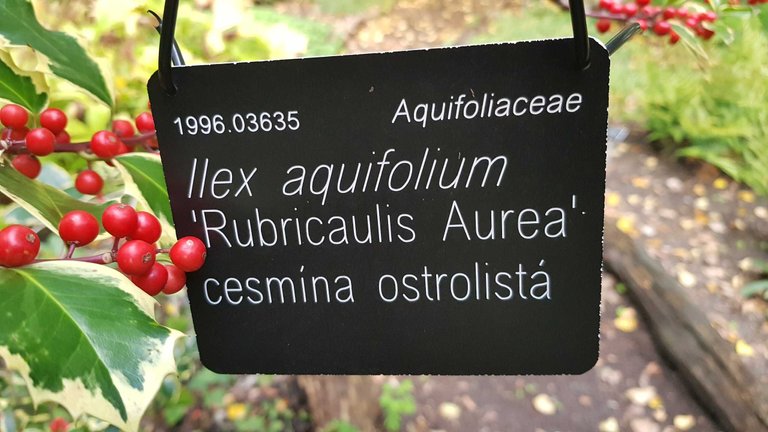 1996.03635 Aquifoliaceae
Ilex aquifolium
'Rubricaulis Aurea'
cesmína ostrolistá